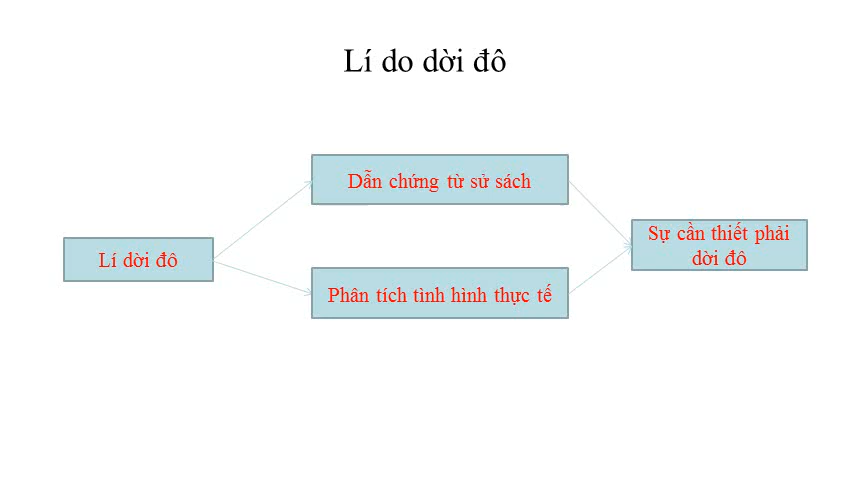 Lí do dời đô
Dẫn chứng từ sử sách
Lí dời đô
Phân tích tình hình thực tế
Sự cần thiết phải
dời đô